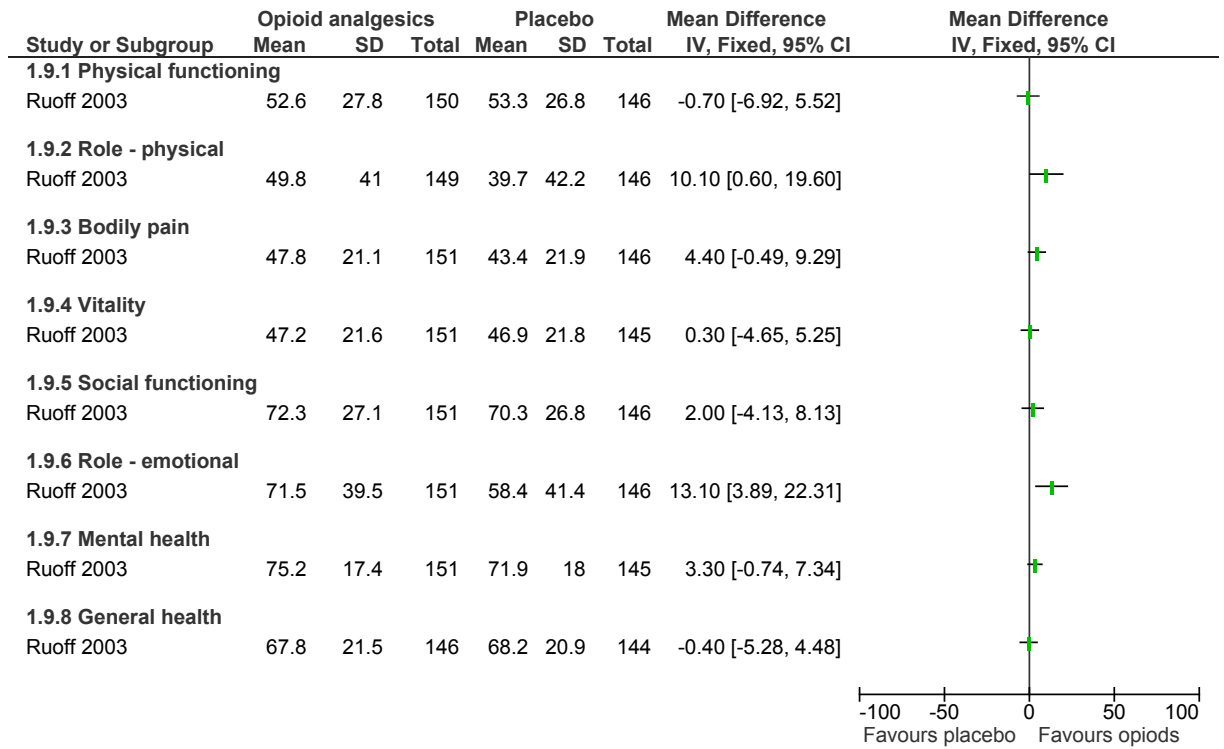 Opioid analgesics Placebo Mean Difference Mean Difference
Study or Subgroup Mean SD Total Mean SD Total IV, Fixed, 95% CI IV, Fixed, 95% CI
1.9.1 Physical functioning
Ruoff 2003 52.6 27.8 150 53.3 26.8 146 -0.70 [-6.92, 5.52]
1.9.2 Role - physical
Ruoff 2003 49.8 41 149 39.7 42.2 146 10.10 [0.60, 19.60]
1.9.3 Bodily pain
Ruoff 2003 47.8 21.1 151 43.4 21.9 146 4.40 [-0.49, 9.29]
1.9.4 Vitality
Ruoff 2003 47.2 21.6 151 46.9 21.8 145 0.30 [-4.65, 5.25]
1.9.5 Social functioning
Ruoff 2003 72.3 27.1 151 70.3 26.8 146 2.00 [-4.13, 8.13]
1.9.6 Role - emotional
Ruoff 2003 71.5 39.5 151 58.4 41.4 146 13.10 [3.89, 22.31]
1.9.7 Mental health
Ruoff 2003 75.2 17.4 151 71.9 18 145 3.30 [-0.74, 7.34]
1.9.8 General health
Ruoff 2003 67.8 21.5 146 68.2 20.9 144 -0.40 [-5.28, 4.48]
-100 -50 0 50 100
Favours placebo Favours opiods